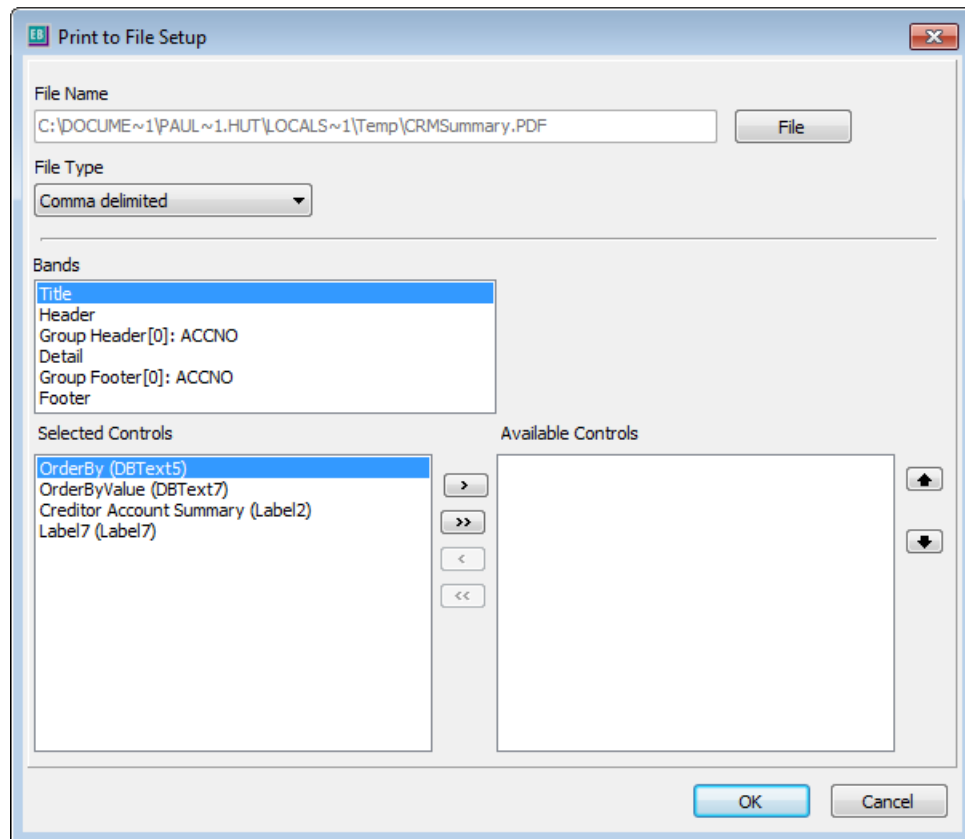 EB Print to File Setup
File Name
C:\DOCUME~1\PAUL~1.HUT\LOCALS~1\Temp\CRMSummary.PDF File
File Type
Comma delimited
Bands
Title
Header
Group Header[0]: ACCNO
Detail
Group Footer[0]: ACCNO
Footer
Selected Controls Available Controls
OrderBy (DBText5)
OrderByValue (DBText7)
Creditor Account Summary (Label2)
Label7 (Label7)
>
>>
<
<<
OK Cancel